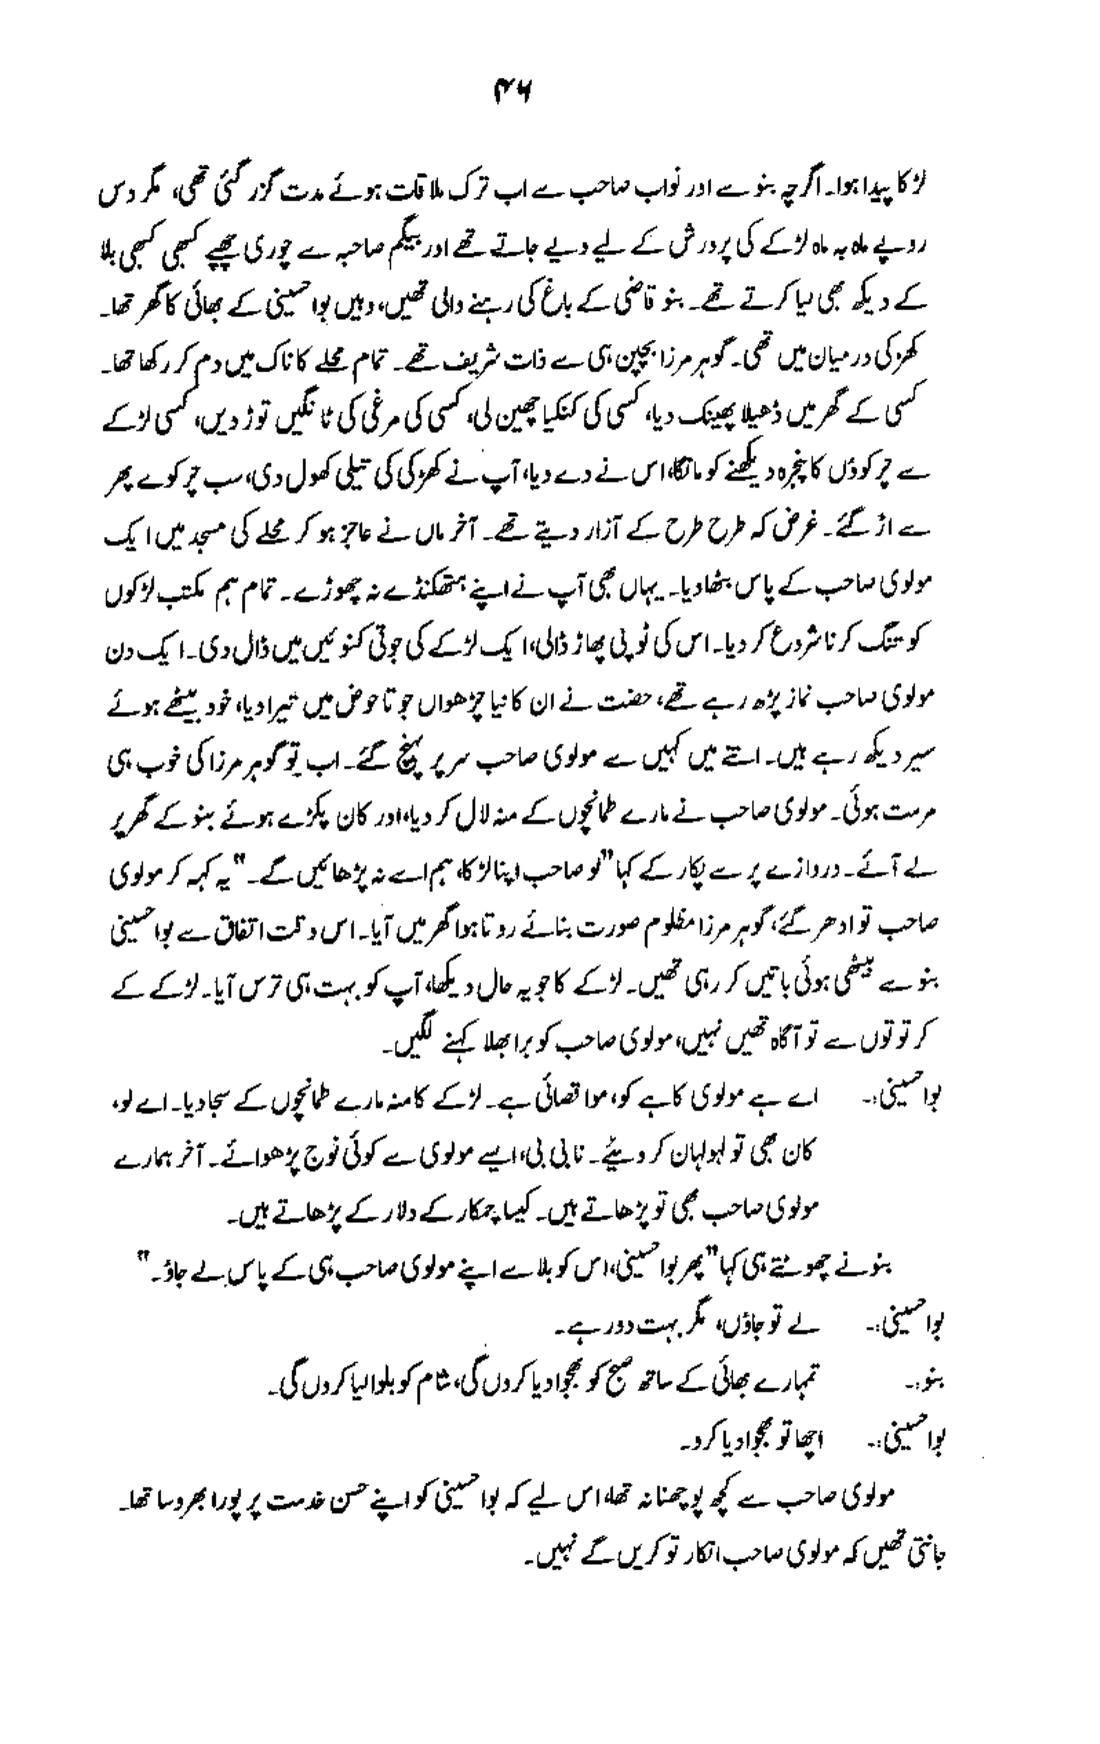 ۴۶
لڑکا پیدا ہوا۔ اگرچہ بنو سے اور نواب صاحب سے اب ترک ملاقات ہوئے مدت گزر گئی تھی، مگر دس
روپے ماہ بہ ماہ لڑکے کی پرورش کے لیے دیے جاتے تھے اور بیگم صاحبہ سے چوری چھپے کبھی کبھی بلا
کے دیکھ بھی لیا کرتے تھے۔ بنو قاضی کے باغ کی رہنے والی تھیں، وہیں بوا حسینی کے بھائی کا گھر تھا۔
کھڑکی درمیان میں تھی۔ گوہر مرزا بچپن ہی سے ذات شریف تھے۔ تمام محلے کا ناک میں دم کر رکھا تھا۔
کسی کے گھر میں ڈھیلا پھینک دیا، کسی کی کنکیا چھین لی، کسی کی مرغی کی ٹانگیں توڑ دیں، کسی لڑکے
سے چر کوؤں کا پنجرہ دیکھنے کو مانگا، اس نے دے دیا، آپ نے کھڑکی کی تیلی کھول دی، سب چر کوے پھر
سے اڑ گئے۔ غرض کہ طرح طرح کے آزار دیتے تھے۔ آخر ماں نے عاجز ہو کر محلے کی مسجد میں ایک
مولوی صاحب کے پاس بٹھا دیا۔ یہاں بھی آپ نے اپنے ہتھکنڈے نہ چھوڑے۔ تمام ہم مکتب لڑکوں
کو تنگ کرنا شروع کر دیا۔ اس کی ٹوپی پھاڑ ڈالی، ایک لڑکے کی جوتی کنوئیں میں ڈال دی۔ ایک دن
مولوی صاحب نماز پڑھ رہے تھے، حضت نے ان کا نیا چڑھواں جوتا حوض میں تیرا دیا، خود بیٹھے ہوئے
سیر دیکھ رہے ہیں۔ اتنے میں کہیں سے مولوی صاحب سر پر پہنچ گئے۔ اب تو گوہر مرزا کی خوب ہی
مرمت ہوئی۔ مولوی صاحب نے مارے طمانچوں کے منہ لال کر دیا، اور کان پکڑے ہوئے بنو کے گھر پر
لے آئے۔ دروازے پر سے پکار کے کہا "لو صاحب اپنا لڑکا، ہم اسے نہ پڑھائیں گے۔" یہ کہہ کر مولوی
صاحب تو ادھر گئے، گوہر مرزا مظلوم صورت بنائے روتا ہوا گھر میں آیا۔ اس وقت اتفاق سے بوا حسینی
بنو سے بیٹھی ہوئی باتیں کر رہی تھیں۔ لڑکے کا جو یہ حال دیکھا، آپ کو بہت ہی ترس آیا۔ لڑکے کے
کرتوتوں سے تو آگاہ تھیں نہیں، مولوی صاحب کو برا بھلا کہنے لگیں۔
بوا حسینی:۔ اے ہے مولوی کاہے کو، موا قصائی ہے۔ لڑکے کا منہ مارے طمانچوں کے سجا دیا۔ اے لو،
کان بھی تو لہولہان کر دیئے۔ نا بی بی، ایسے مولوی سے کوئی نوج پڑھوائے۔ آخر ہمارے
مولوی صاحب بھی تو پڑھاتے ہیں۔ کیسا چمکار کے دلار کے پڑھاتے ہیں۔
بنو نے چھوٹتے ہی کہا "پھر بوا حسینی، اس کو بلا سے اپنے مولوی صاحب ہی کے پاس لے جاؤ۔"
بوا حسینی:۔ لے تو جاؤں، مگر بہت دور ہے۔
بنو:۔ تمہارے بھائی کے ساتھ صبح کو بھجوا دیا کروں گی، شام کو بلوا لیا کروں گی۔
بوا حسینی:۔ اچھا تو بھجوا دیا کرو۔
مولوی صاحب سے کچھ پوچھنا نہ تھا، اس لیے کہ بوا حسینی کو اپنے حسن خدمت پر پورا بھروسا تھا۔
جانتی تھیں کہ مولوی صاحب انکار تو کریں گے نہیں۔